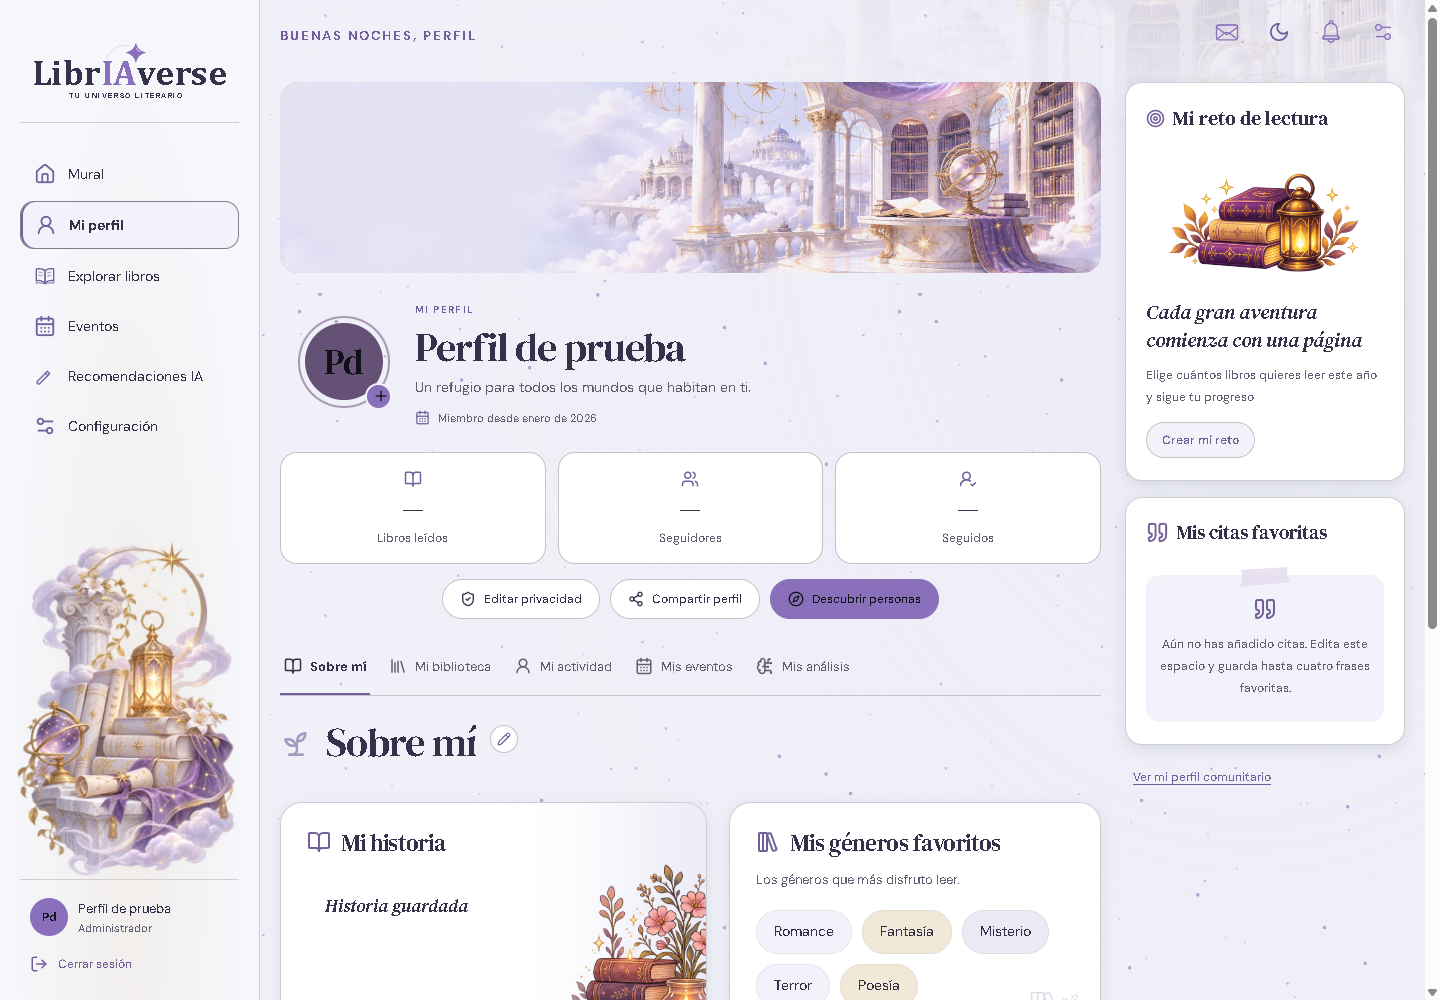 LibrIAverse
TU UNIVERSO LITERARIO
Mural
Mi perfil
Explorar libros
Eventos
Recomendaciones IA
Configuración
Pd
Perfil de prueba
Administrador
Cerrar sesión
BUENAS NOCHES, PERFIL
MI PERFIL
Pd
Perfil de prueba
Un refugio para todos los mundos que habitan en ti.
Miembro desde enero de 2026
—
Libros leídos
—
Seguidores
—
Seguidos
Editar privacidad
Compartir perfil
Descubrir personas
Sobre mí
Mi biblioteca
Mi actividad
Mis eventos
Mis análisis
Sobre mí
Mi historia
Historia guardada
Mis géneros favoritos
Los géneros que más disfruto leer.
Romance
Fantasía
Misterio
Terror
Poesía
Mi reto de lectura
Cada gran aventura
comienza con una página
Elige cuántos libros quieres leer este año
y sigue tu progreso
Crear mi reto
Mis citas favoritas
Aún no has añadido citas. Edita este
espacio y guarda hasta cuatro frases
favoritas.
Ver mi perfil comunitario